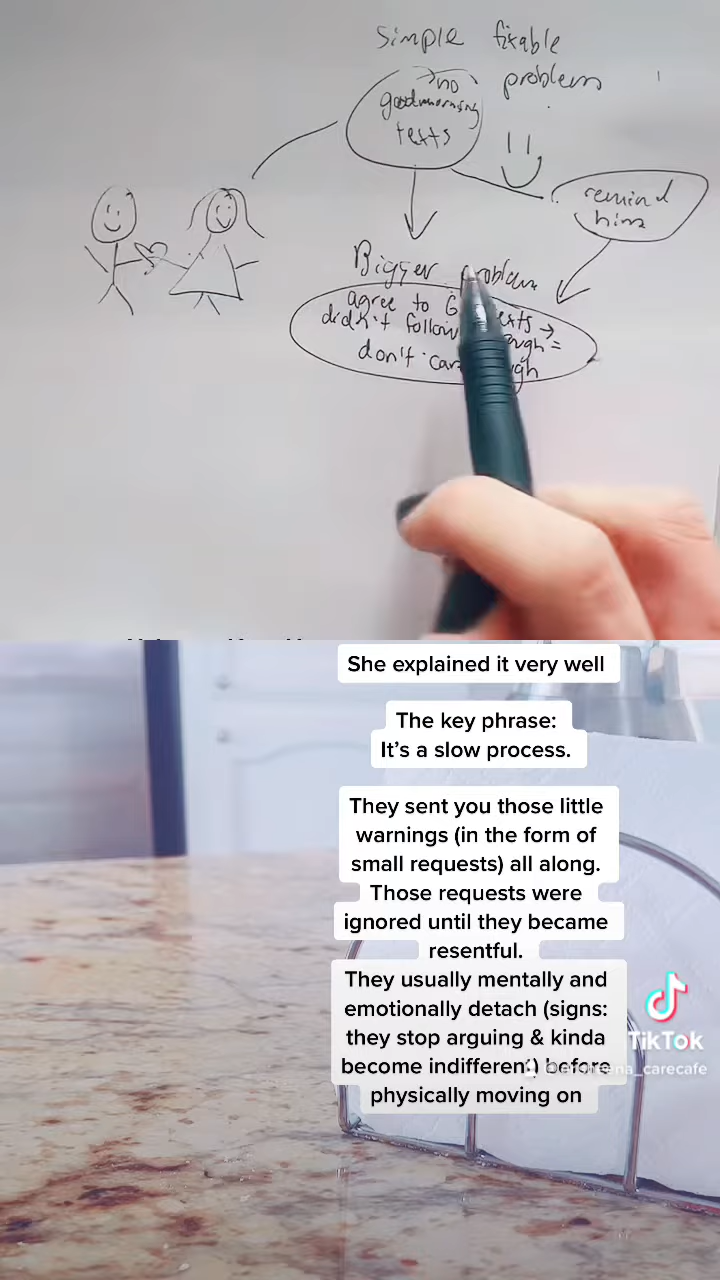 simple fixable
problem
no
goodmorning
texts
remind
him
Bigger problem
agree to G texts →
didn't follow =
don't
She explained it very well
The key phrase:
It's a slow process.
They sent you those little
warnings (in the form of
small requests) all along.
Those requests were
ignored until they became
resentful.
They usually mentally and
emotionally detach (signs:
they stop arguing & kinda
become indifferent) before
physically moving on
TikTok